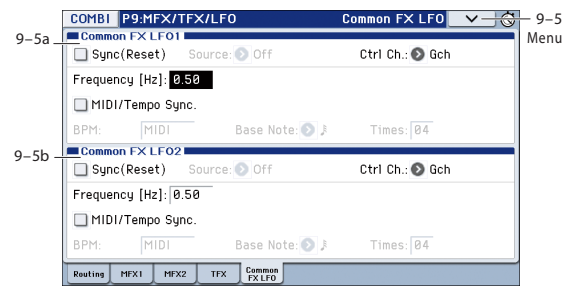 COMBI P9:MFX/TFX/LFO Common FX LFO 9–5
Menu
9–5a
Common FX LFO1
Sync(Reset) Source: Off Ctrl Ch.: Gch
Frequency [Hz]: 0.50
MIDI/Tempo Sync.
BPM: MIDI Base Note: ♪ Times: 04
9–5b
Common FX LFO2
Sync(Reset) Source: Off Ctrl Ch.: Gch
Frequency [Hz]: 0.50
MIDI/Tempo Sync.
BPM: MIDI Base Note: ♪ Times: 04
Routing MFX1 MFX2 TFX Common
FX LFO